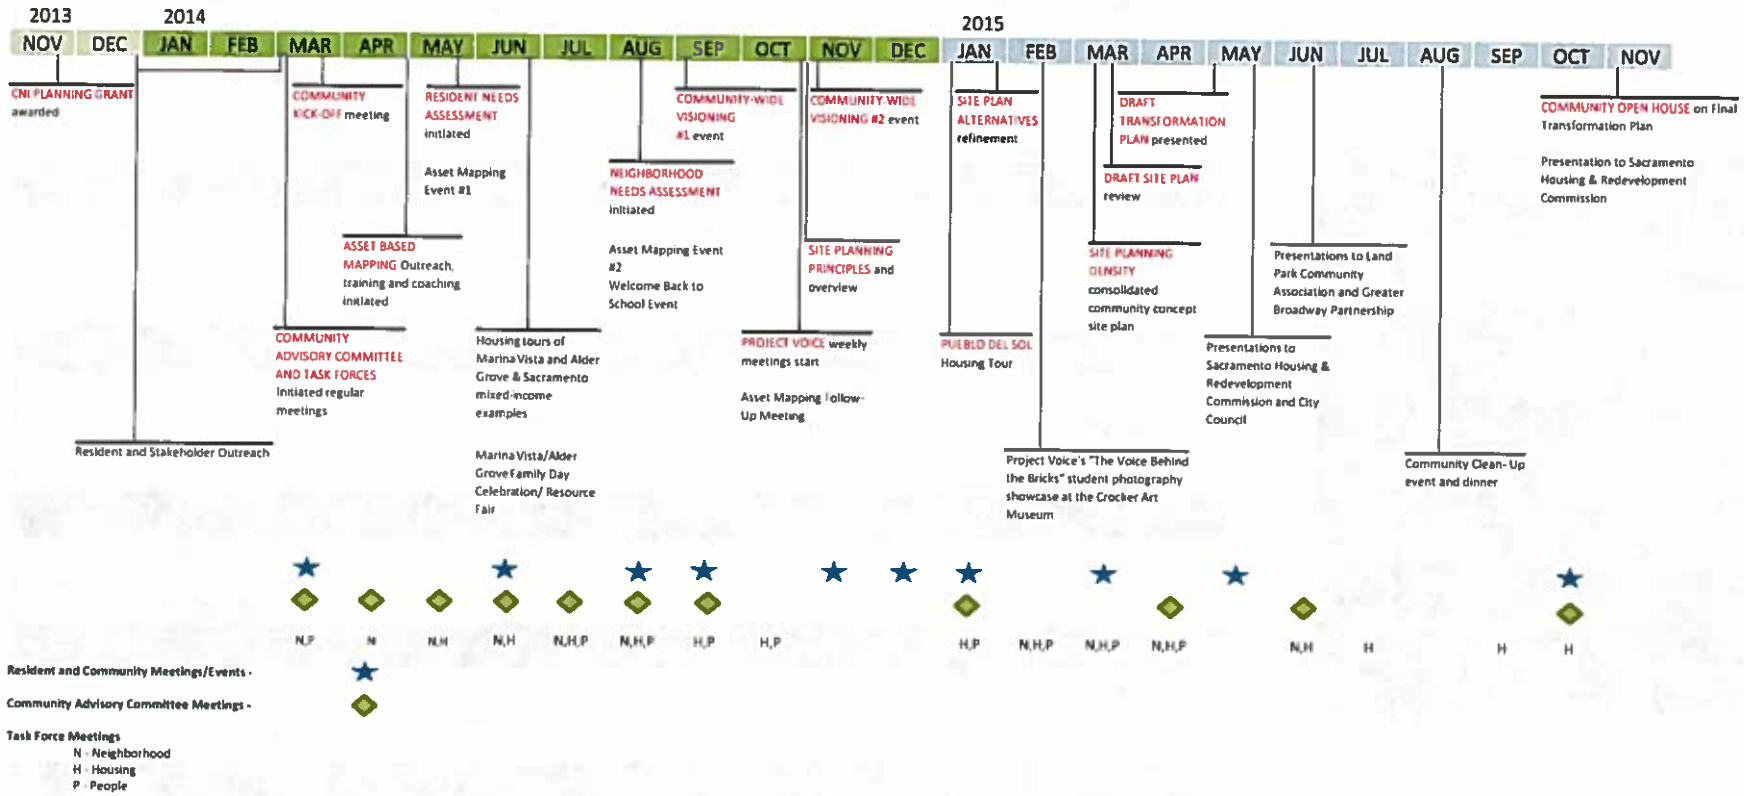 2013
2014
2015
NOV DEC JAN FEB MAR APR MAY JUN JUL AUG SEP OCT NOV DEC JAN FEB MAR APR MAY JUN JUL AUG SEP OCT NOV
CNI PLANNING GRANT
awarded
COMMUNITY
KICK-OFF meeting
RESIDENT NEEDS
ASSESSMENT
initiated
Asset Mapping
Event #1
COMMUNITY-WIDE
VISIONING
#1 event
COMMUNITY-WIDE
VISIONING #2 event
SITE PLAN
ALTERNATIVES
refinement
DRAFT
TRANSFORMATION
PLAN presented
COMMUNITY OPEN HOUSE on Final
Transformation Plan
Presentation to Sacramento
Housing & Redevelopment
Commission
NEIGHBORHOOD
NEEDS ASSESSMENT
initiated
Asset Mapping Event
#2
Welcome Back to
School Event
DRAFT SITE PLAN
review
ASSET BASED
MAPPING Outreach,
training and coaching
initiated
SITE PLANNING
PRINCIPLES and
overview
SITE PLANNING
DENSITY
consolidated
community concept
site plan
Presentations to Land
Park Community
Association and Greater
Broadway Partnership
COMMUNITY
ADVISORY COMMITTEE
AND TASK FORCES
Initiated regular
meetings
Housing tours of
Marina Vista and Alder
Grove & Sacramento
mixed-income
examples
Marina Vista/Alder
Grove Family Day
Celebration/ Resource
Fair
PROJECT VOICE weekly
meetings start
Asset Mapping Follow-
Up Meeting
PUEBLO DEL SOL
Housing Tour
Presentations to
Sacramento Housing &
Redevelopment
Commission and City
Council
Resident and Stakeholder Outreach
Project Voice's "The Voice Behind
the Bricks" student photography
showcase at the Crocker Art
Museum
Community Clean-Up
event and dinner
N,P N N,H N,H N,H,P N,H,P H,P H,P H,P N,H,P N,H,P N,H,P N,H H H H
Resident and Community Meetings/Events -
Community Advisory Committee Meetings -
Task Force Meetings
N - Neighborhood
H - Housing
P - People